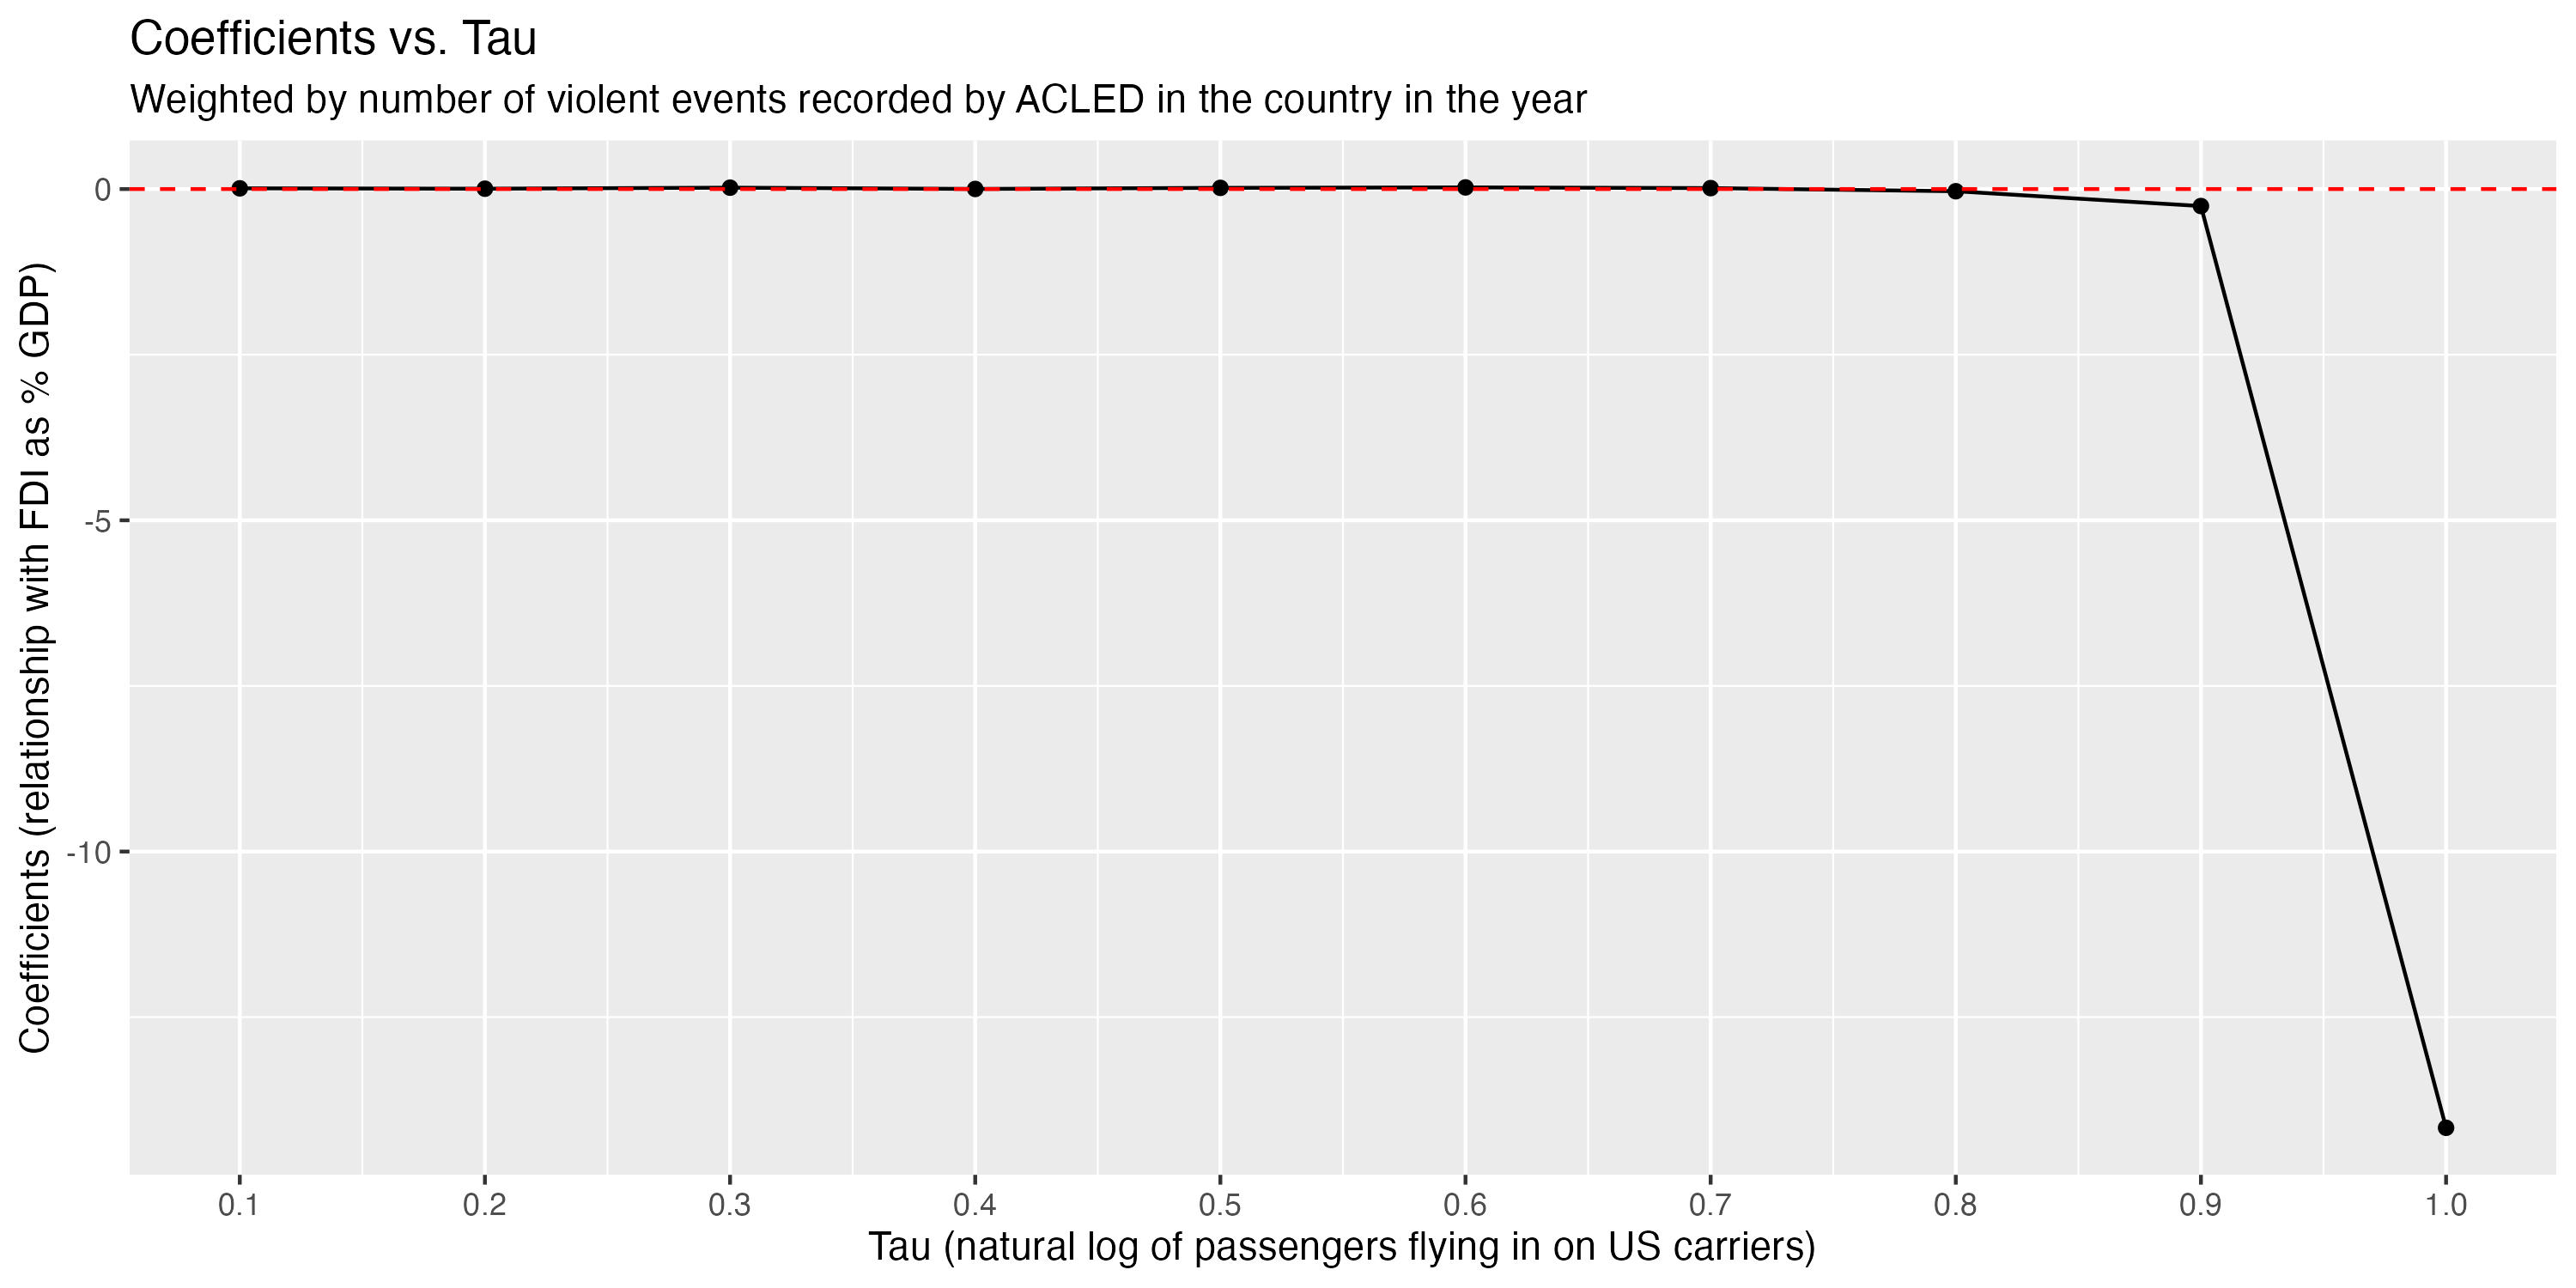 Coefficients vs. Tau
Weighted by number of violent events recorded by ACLED in the country in the year
Coefficients (relationship with FDI as % GDP)
0
-5
-10
0.1 0.2 0.3 0.4 0.5 0.6 0.7 0.8 0.9 1.0
Tau (natural log of passengers flying in on US carriers)